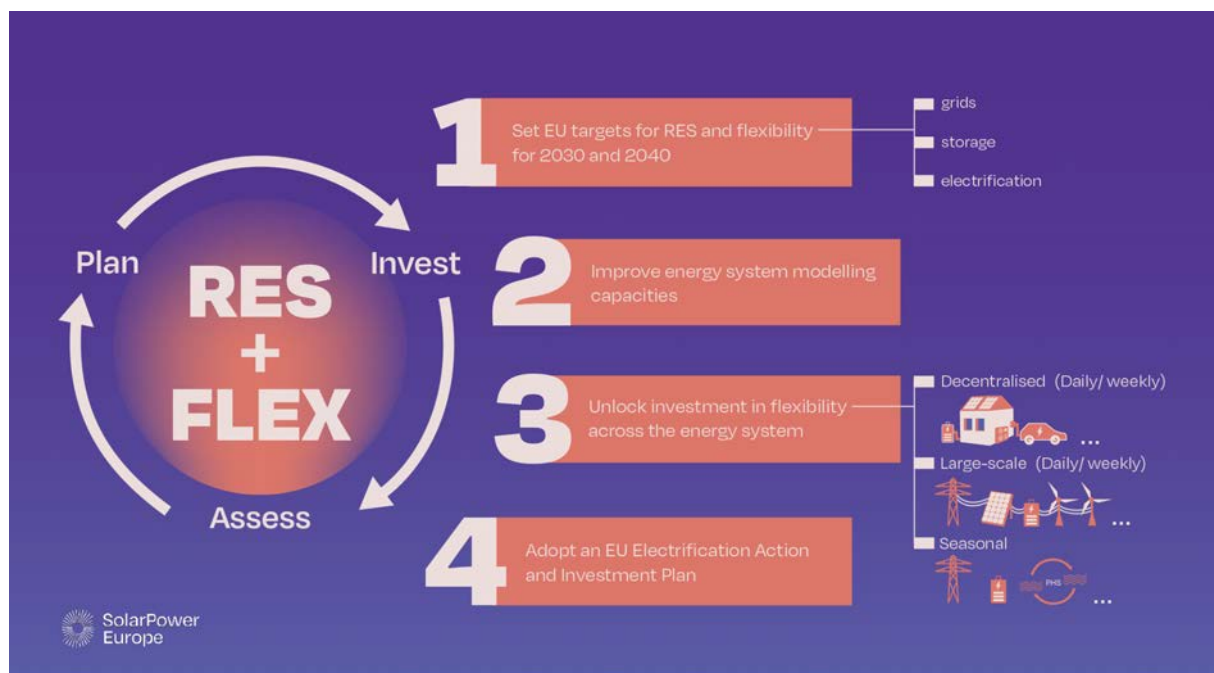 Plan
Invest
Assess
RES
+
FLEX
1
Set EU targets for RES and flexibility
for 2030 and 2040
grids
storage
electrification
2
Improve energy system modelling
capacities
3
Unlock investment in flexibility
across the energy system
Decentralised (Daily/ weekly)
...
Large-scale (Daily/ weekly)
...
Seasonal
PHS
...
4
Adopt an EU Electrification Action
and Investment Plan
SolarPower
Europe